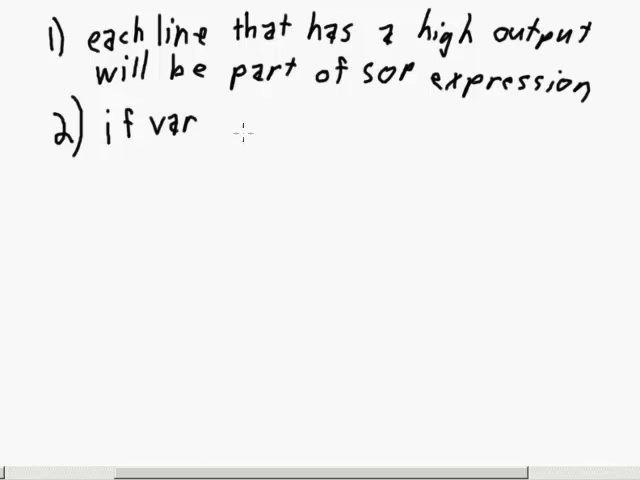 1) each line that has a high output
will be part of SOP expression
2) if var